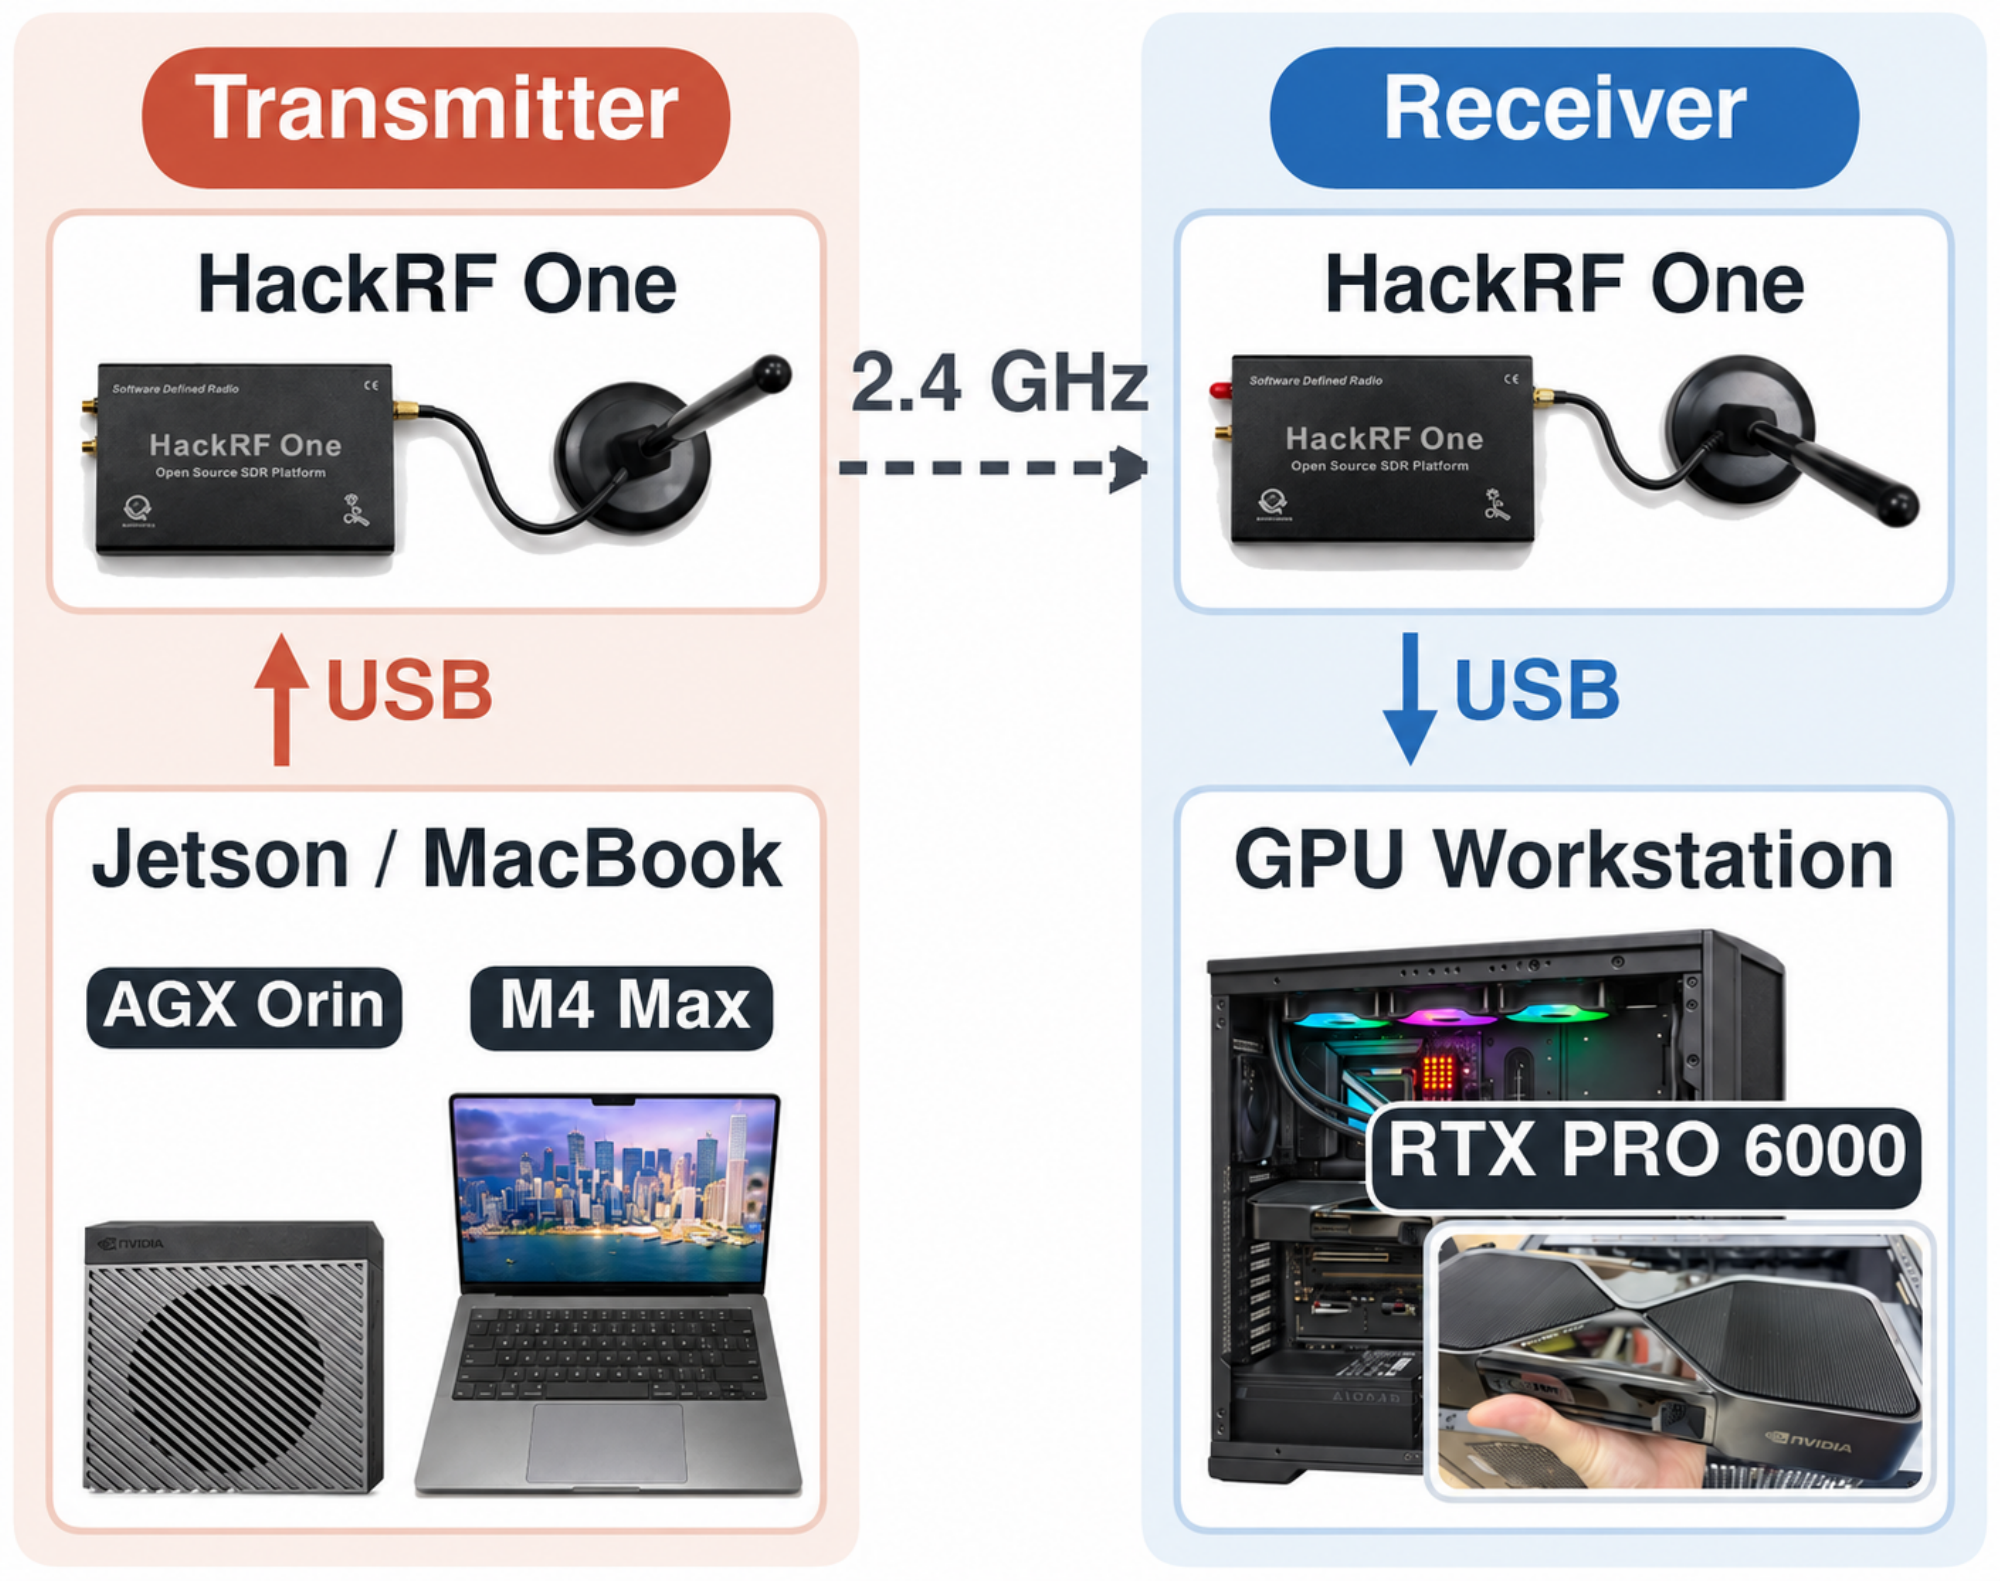 Transmitter
HackRF One
Software Defined Radio
CE
HackRF One
Open Source SDR Platform
USB
Jetson / MacBook
AGX Orin
M4 Max
NVIDIA
2.4 GHz
Receiver
HackRF One
Software Defined Radio
CE
HackRF One
Open Source SDR Platform
USB
GPU Workstation
RTX PRO 6000
NVIDIA